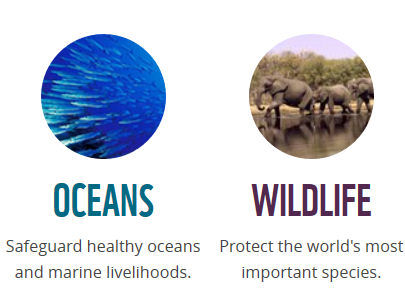 OCEANS
Safeguard healthy oceans
and marine livelihoods.
WILDLIFE
Protect the world's most
important species.